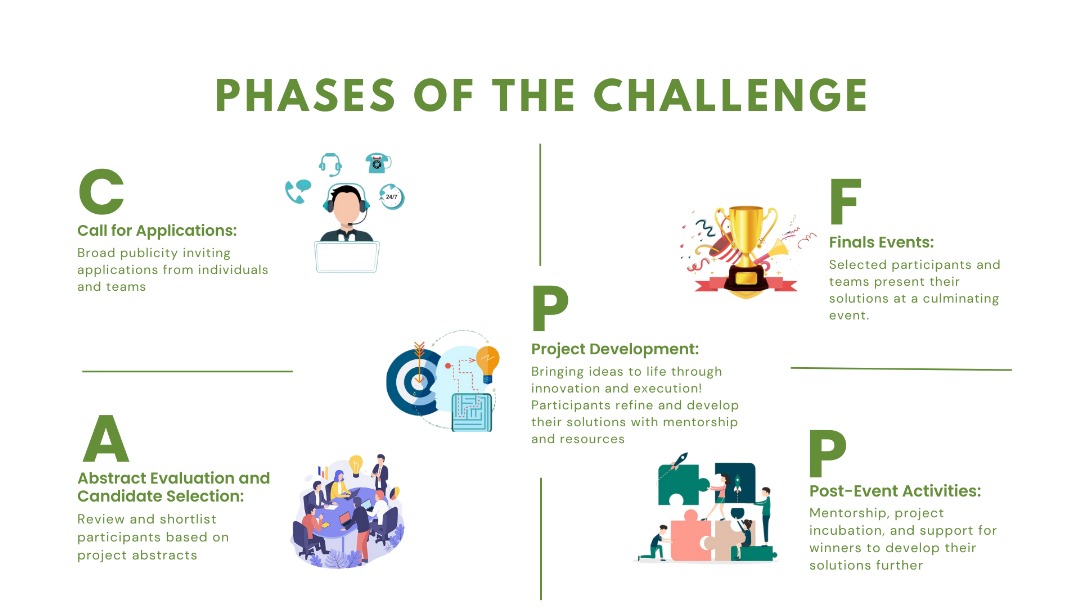 PHASES OF THE CHALLENGE
C
Call for Applications:
Broad publicity inviting
applications from individuals
and teams
24/7
A
Abstract Evaluation and
Candidate Selection:
Review and shortlist
participants based on
project abstracts
P
Project Development:
Bringing ideas to life through
innovation and execution!
Participants refine and develop
their solutions with mentorship
and resources
F
Finals Events:
Selected participants and
teams present their
solutions at a culminating
event.
P
Post-Event Activities:
Mentorship, project
incubation, and support for
winners to develop their
solutions further